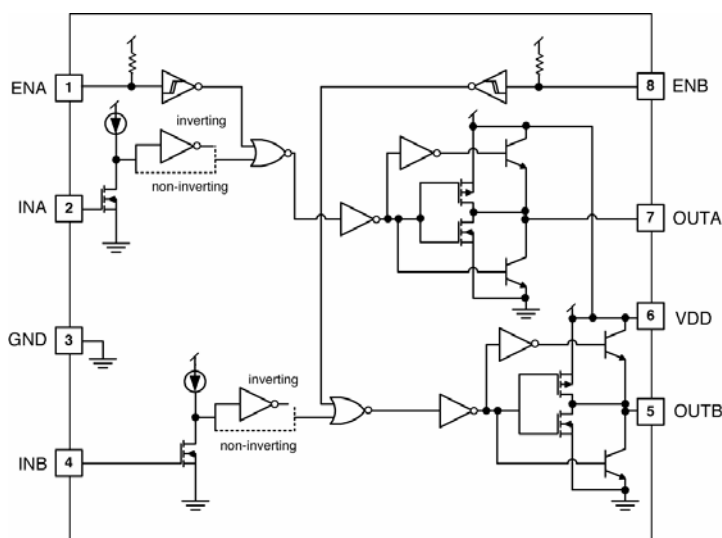 ENA 1
8 ENB
inverting
non-inverting
INA 2
7 OUTA
GND 3
6 VDD
inverting
non-inverting
5 OUTB
INB 4